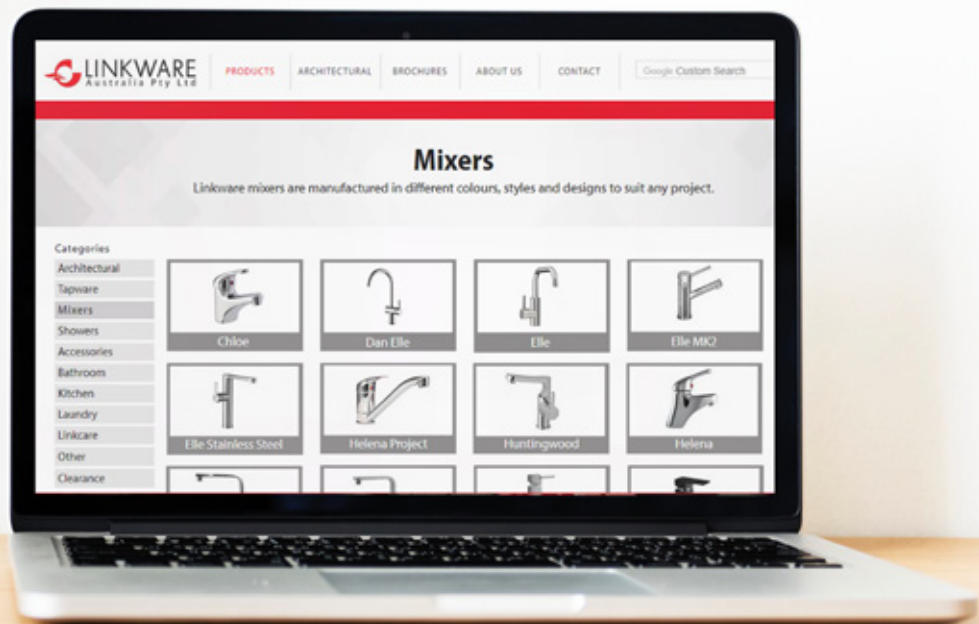 LINKWARE
Australia Pty Ltd
PRODUCTS
ARCHITECTURAL
BROCHURES
ABOUT US
CONTACT
Google Custom Search
Mixers
Linkware mixers are manufactured in different colours, styles and designs to suit any project.
Categories
Architectural
Tapware
Mixers
Showers
Accessories
Bathroom
Kitchen
Laundry
Linkcare
Other
Clearance
Chloe
Dan Elle
Elle
Elle MK2
Elle Stainless Steel
Helena Project
Huntingwood
Helena